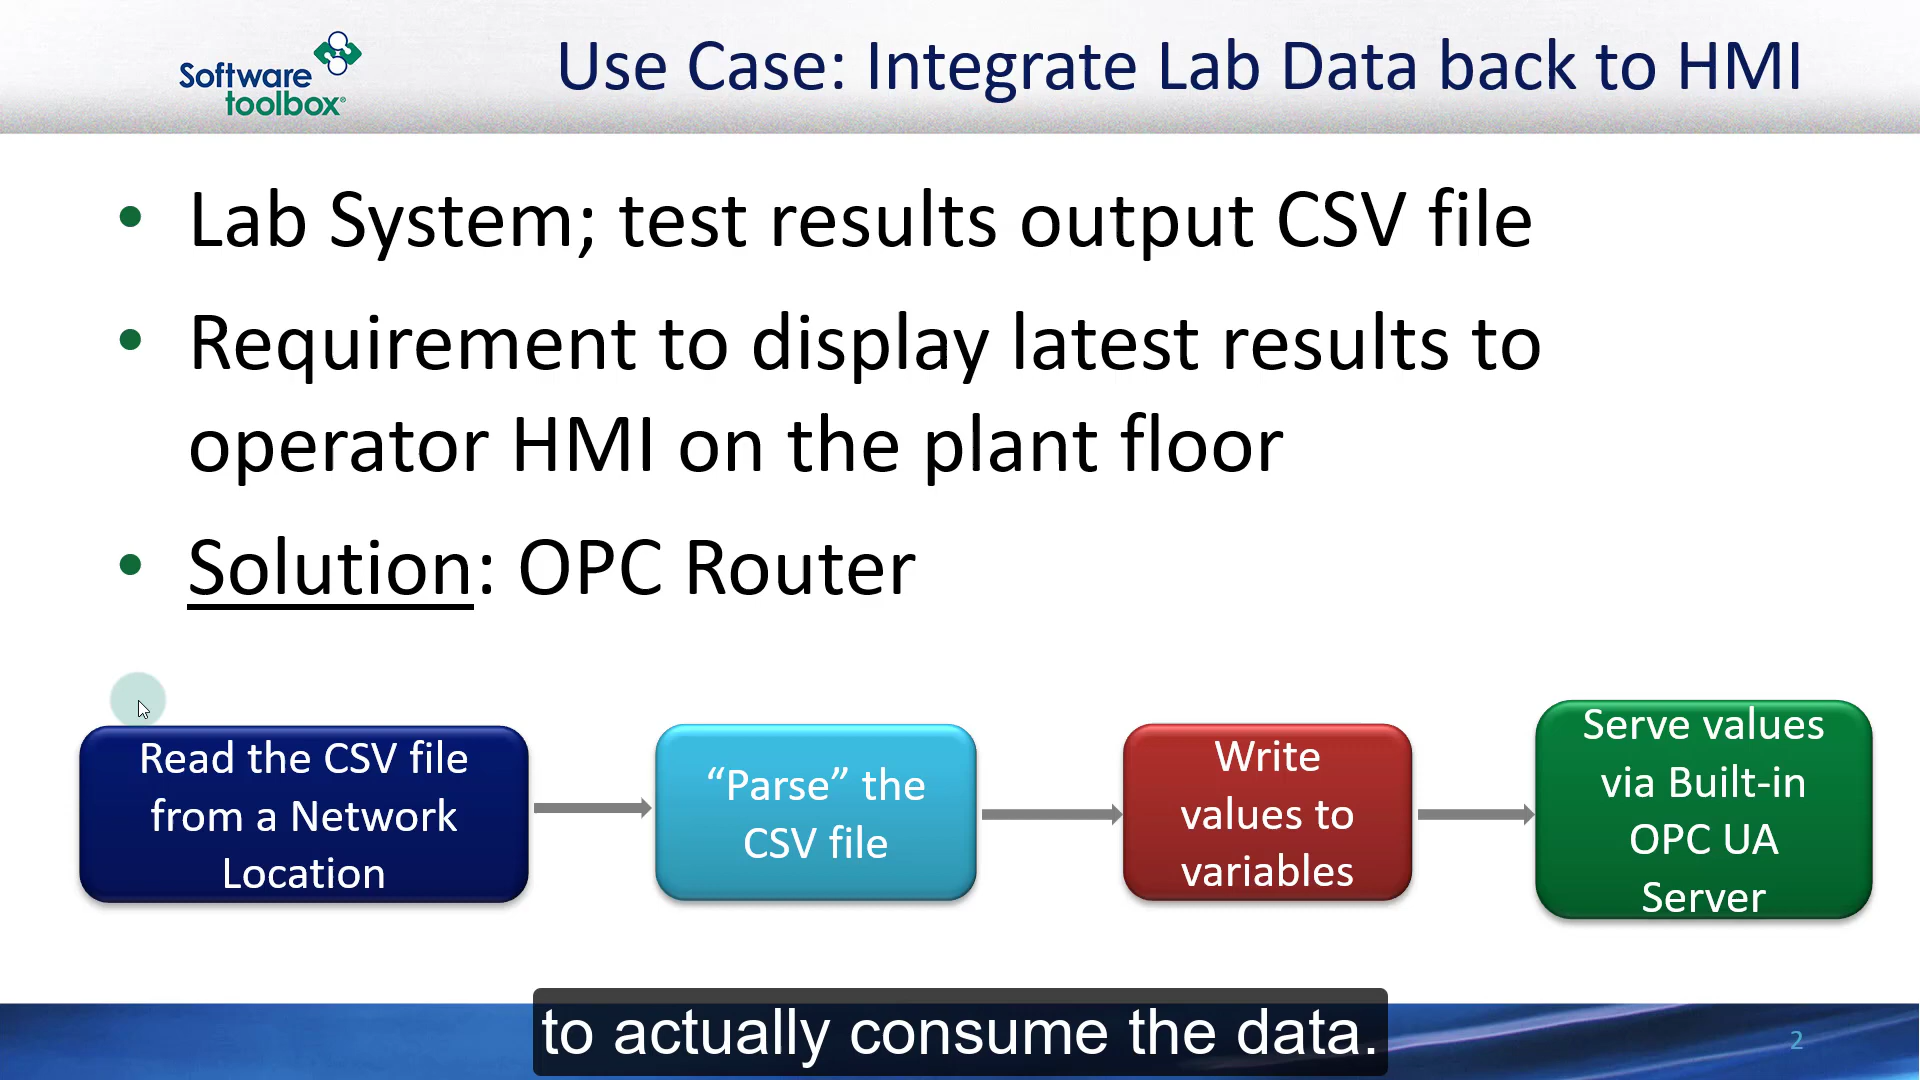 Software
toolbox®
Use Case: Integrate Lab Data back to HMI
• Lab System; test results output CSV file
• Requirement to display latest results to
operator HMI on the plant floor
• Solution: OPC Router
Read the CSV file
from a Network
Location
“Parse” the
CSV file
Write
values to
variables
Serve values
via Built-in
OPC UA
Server
to actually consume the data.
2